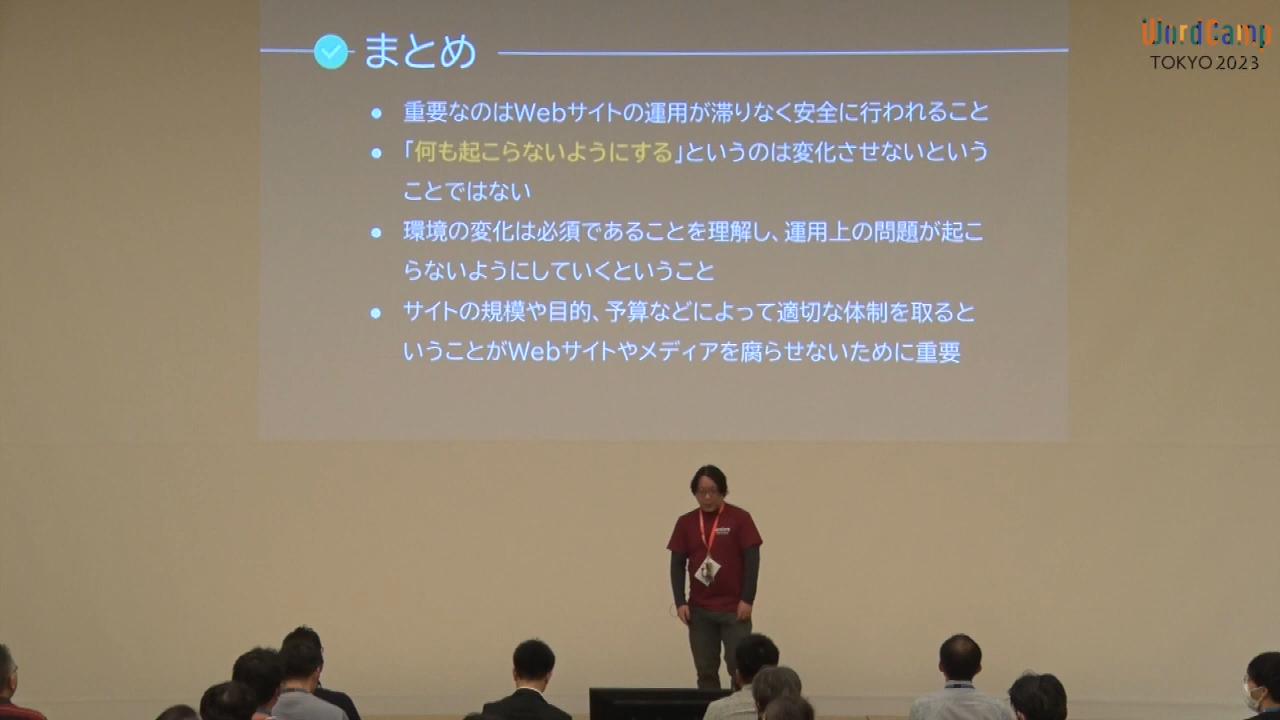 WordCamp
TOKYO 2023
まとめ
● 重要なのはWebサイトの運用が滞りなく安全に行われること
● 「何も起こらないようにする」というのは変化させないという
ことではない
● 環境の変化は必須であることを理解し、運用上の問題が起こ
らないようにしていくということ
● サイトの規模や目的、予算などによって適切な体制を取ると
いうことがWebサイトやメディアを腐らせないために重要